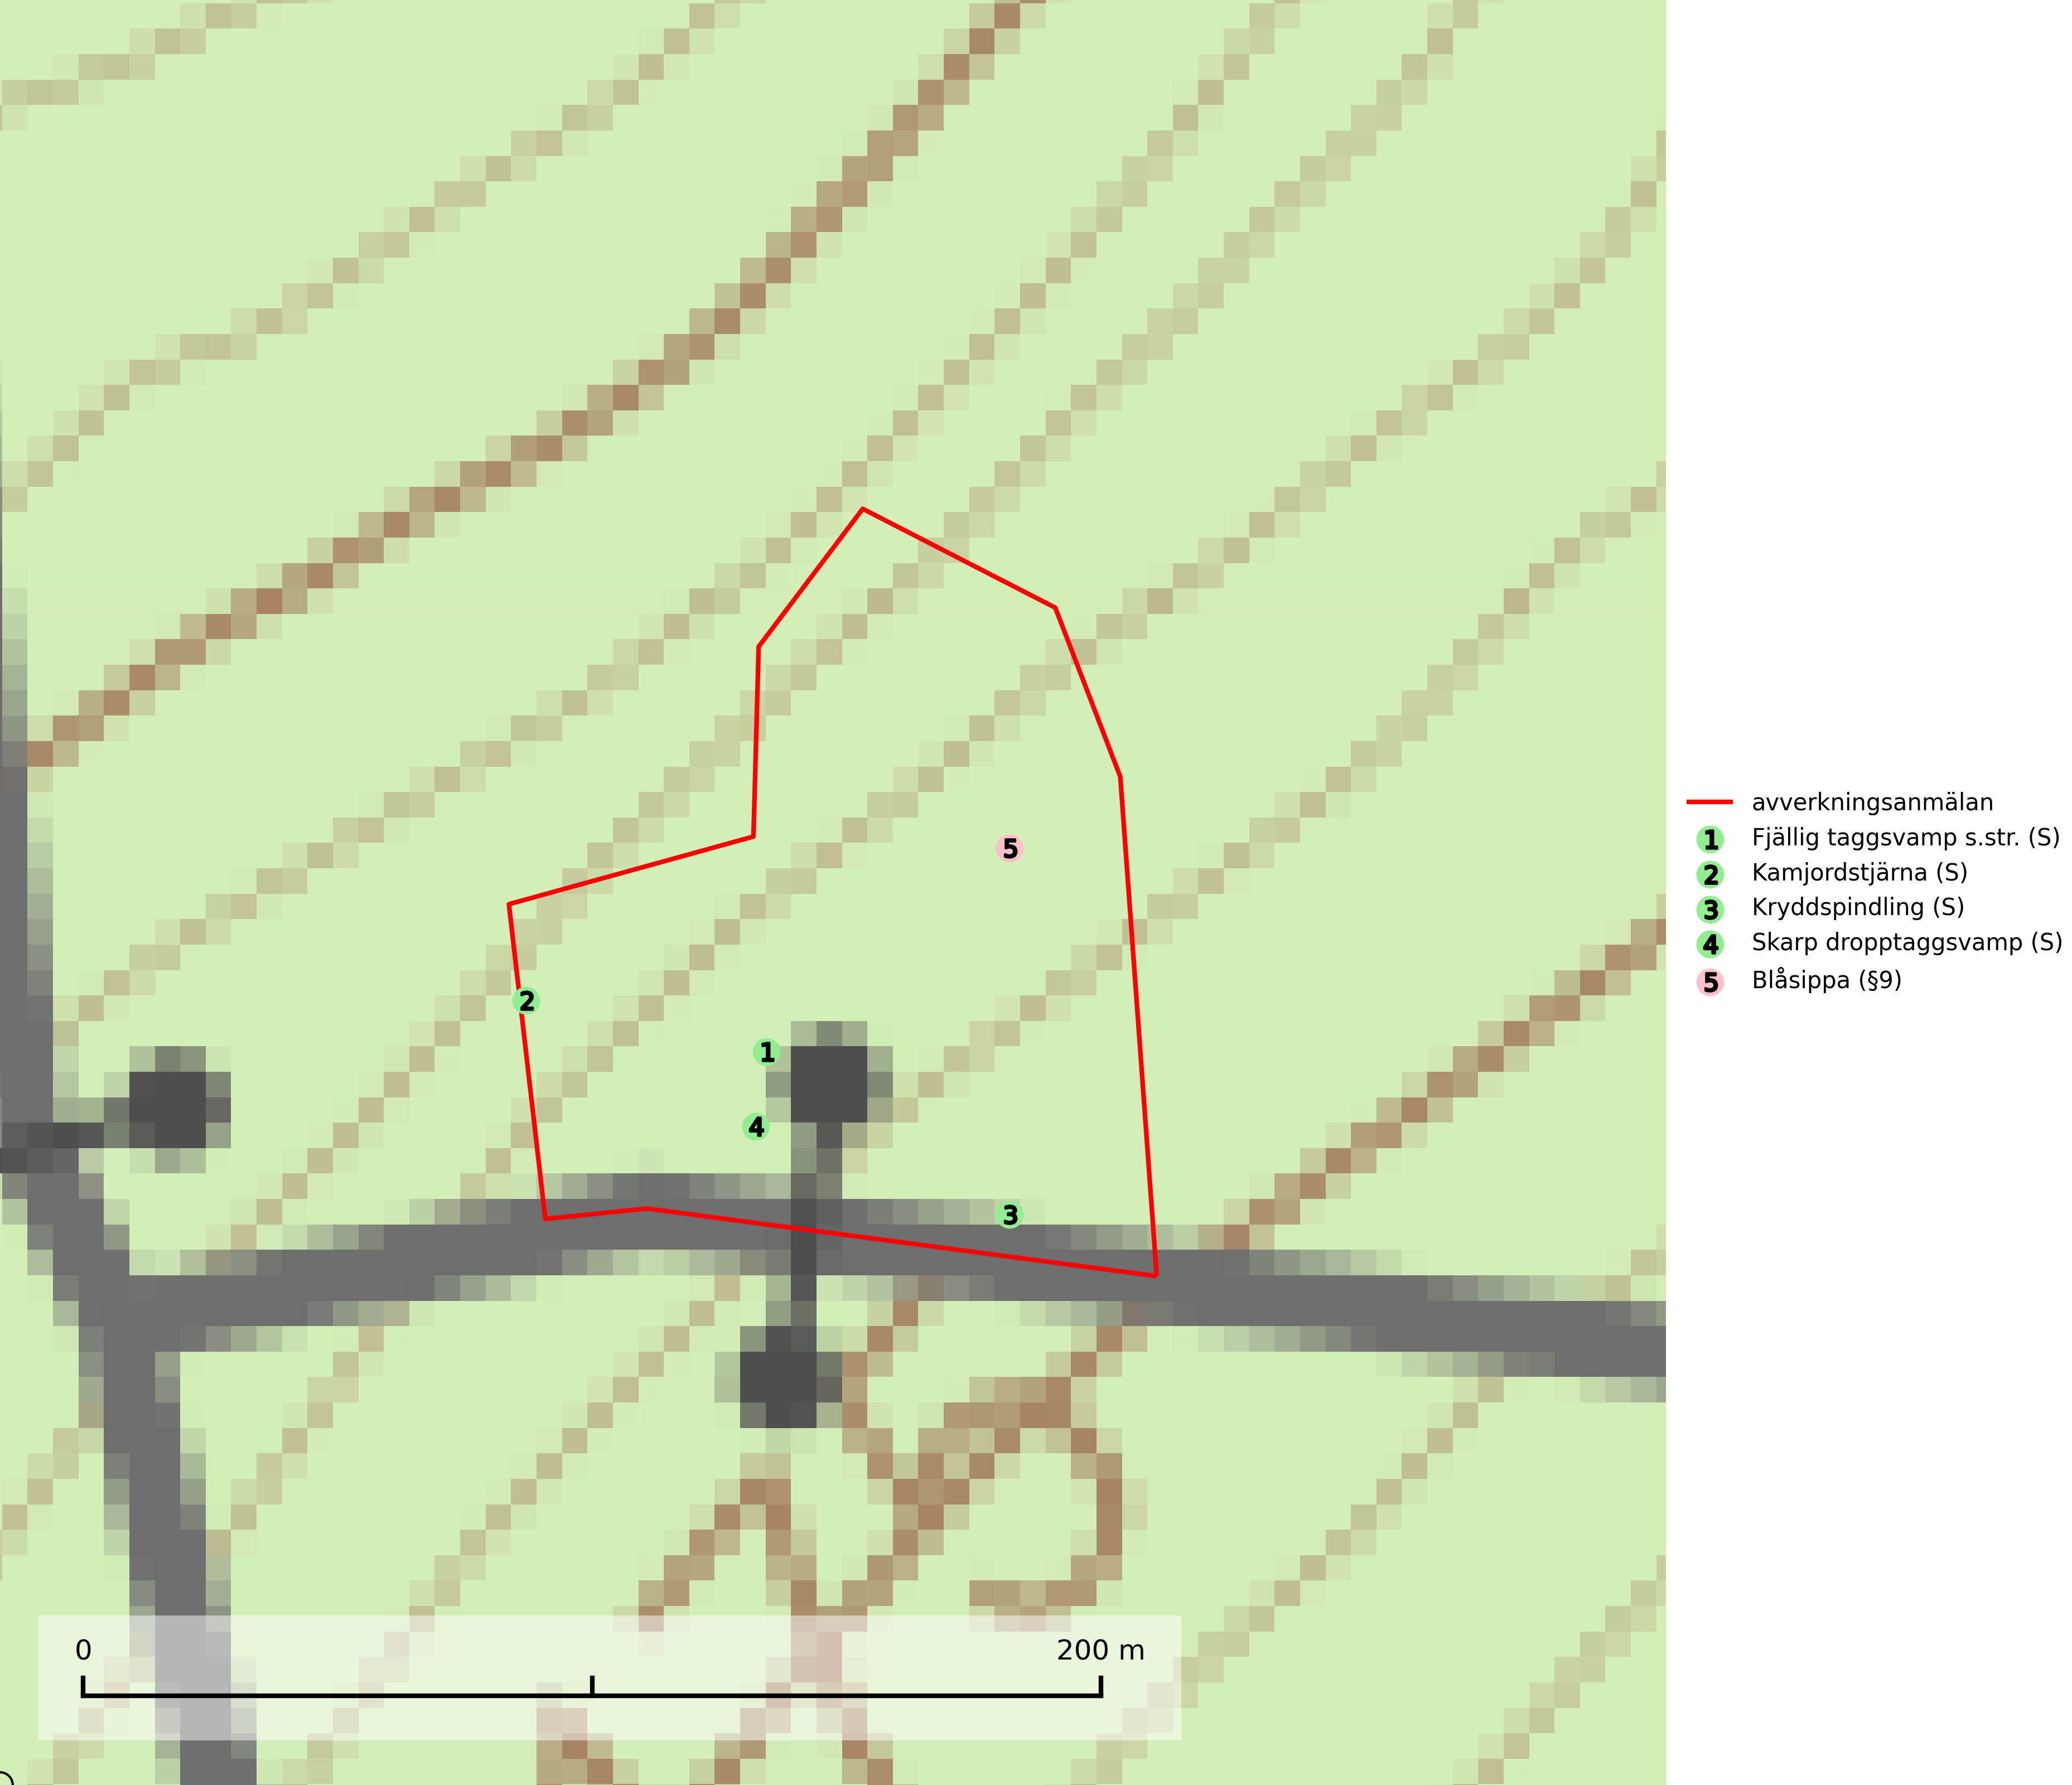 5
2
1
4
3
0
200 m
avverkningsanmälan
1 Fjällig taggsvamp s.str. (S)
2 Kamjordstjärna (S)
3 Kryddspindling (S)
4 Skarp dropptaggsvamp (S)
5 Blåsippa (§9)